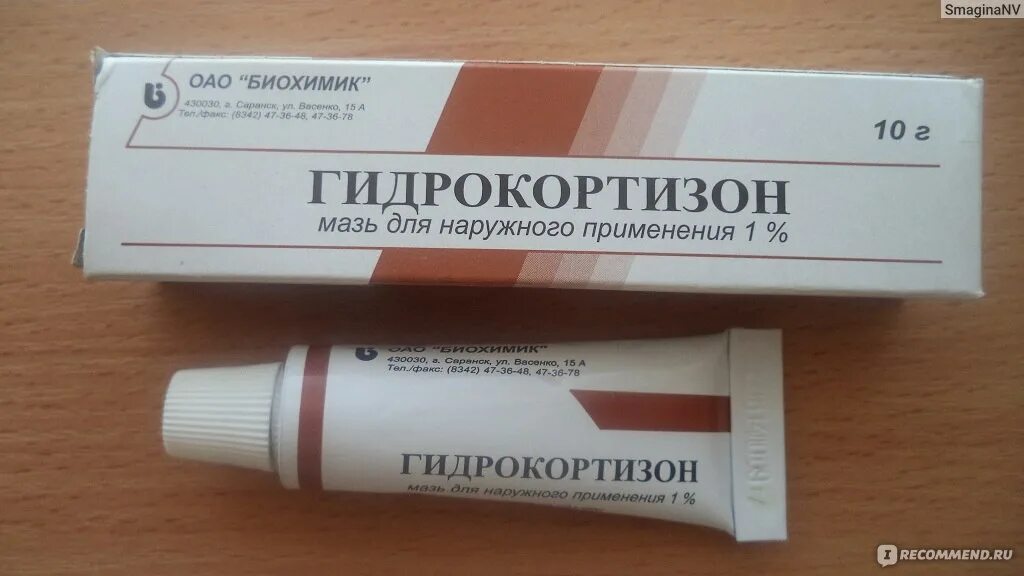 SmaginaNV
ОАО "БИОХИМИК"
430030, г. Саранск, ул. Васенко, 15 А
Тел./факс: (8342) 47-36-48, 47-36-78
10 г
ГИДРОКОРТИЗОН
мазь для наружного применения 1 %
ОАО "БИОХИМИК"
430030, г. Саранск, ул. Васенко, 15 А
Тел./факс: (8342) 47-36-48, 47-36-78
ГИДРОКОРТИЗОН
мазь для наружного применения 1 %
IRECOMMEND.RU